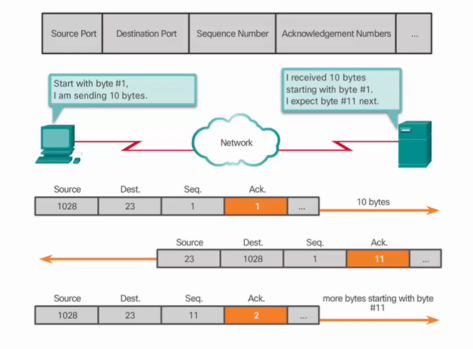 Source Port Destination Port Sequence Number Acknowledgement Numbers ...
Start with byte #1,
I am sending 10 bytes.
I received 10 bytes
starting with byte #1.
I expect byte #11 next.
Network
Source Dest. Seq. Ack.
1028 23 1 1 ...
10 bytes
Source Dest. Seq. Ack.
23 1028 1 11 ...
Source Dest. Seq. Ack.
1028 23 11 2 ...
more bytes starting with byte
#11